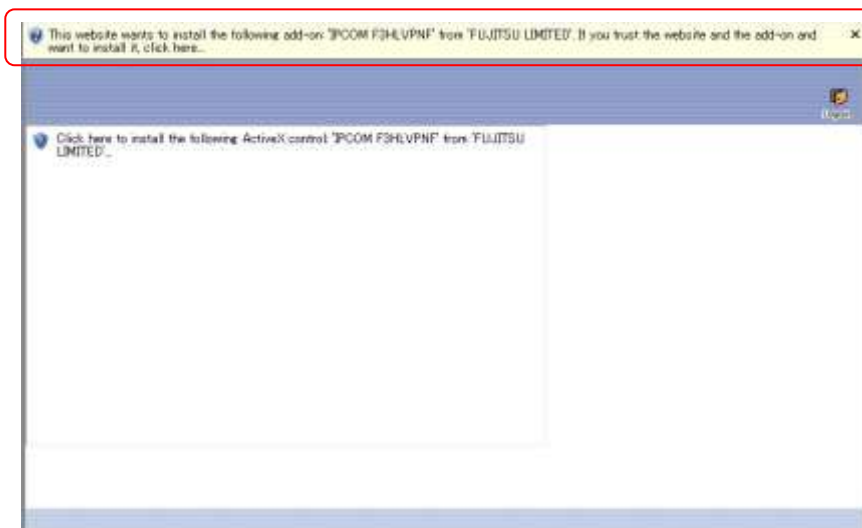 This website wants to install the following add-on: 'IPCOM F3HLVPNF' from 'FUJITSU LIMITED'. If you trust the website and the add-on and
want to install it, click here...
Logout
Click here to install the following ActiveX control: 'IPCOM F3HLVPNF' from 'FUJITSU
LIMITED'...